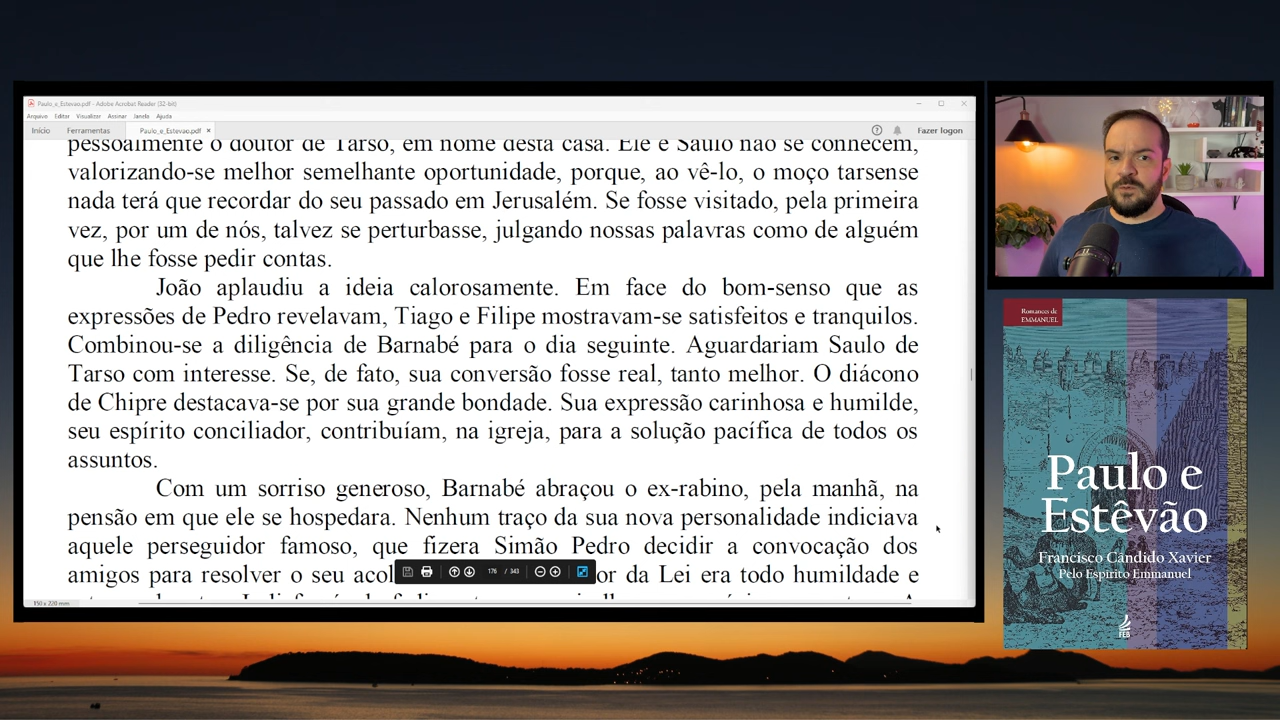 Paulo_e_Estevao.pdf - Adobe Acrobat Reader (32-bit)
Arquivo Editar Visualizar Assinar Janela Ajuda
Início Ferramentas Paulo_e_Estevao.pdf × Fazer logon
pessoalmente o doutor de Tarso, em nome desta casa. Ele e Saulo não se conhecem,
valorizando-se melhor semelhante oportunidade, porque, ao vê-lo, o moço tarsense
nada terá que recordar do seu passado em Jerusalém. Se fosse visitado, pela primeira
vez, por um de nós, talvez se perturbasse, julgando nossas palavras como de alguém
que lhe fosse pedir contas.
João aplaudiu a ideia calorosamente. Em face do bom-senso que as
expressões de Pedro revelavam, Tiago e Filipe mostravam-se satisfeitos e tranquilos.
Combinou-se a diligência de Barnabé para o dia seguinte. Aguardariam Saulo de
Tarso com interesse. Se, de fato, sua conversão fosse real, tanto melhor. O diácono
de Chipre destacava-se por sua grande bondade. Sua expressão carinhosa e humilde,
seu espírito conciliador, contribuíam, na igreja, para a solução pacífica de todos os
assuntos.
Com um sorriso generoso, Barnabé abraçou o ex-rabino, pela manhã, na
pensão em que ele se hospedara. Nenhum traço da sua nova personalidade indiciava
aquele perseguidor famoso, que fizera Simão Pedro decidir a convocação dos
amigos para resolver o seu acol or da Lei era todo humildade e
176 / 343
150 x 220 mm
Romances de
EMMANUEL
Paulo e
Estêvão
Francisco Cândido Xavier
Pelo Espírito Emmanuel
FEB